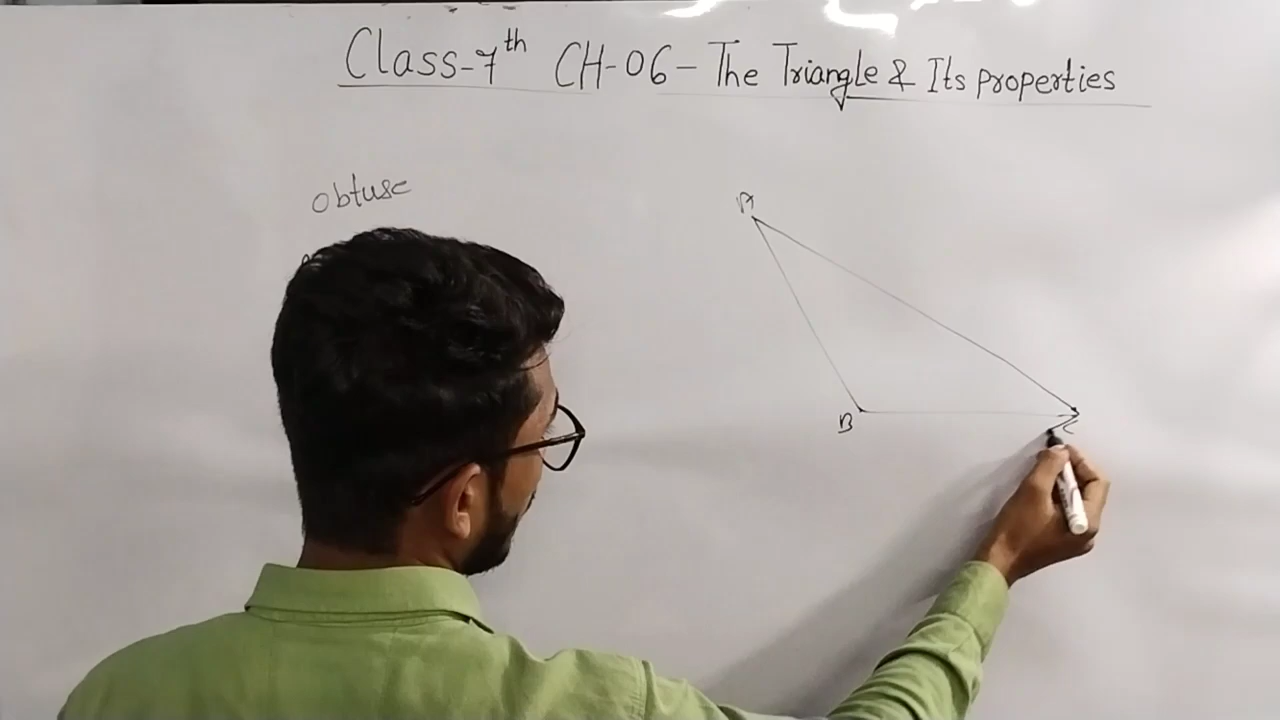 Class-7th CH-06- The Triangle & Its properties
obtuse
A
B
C